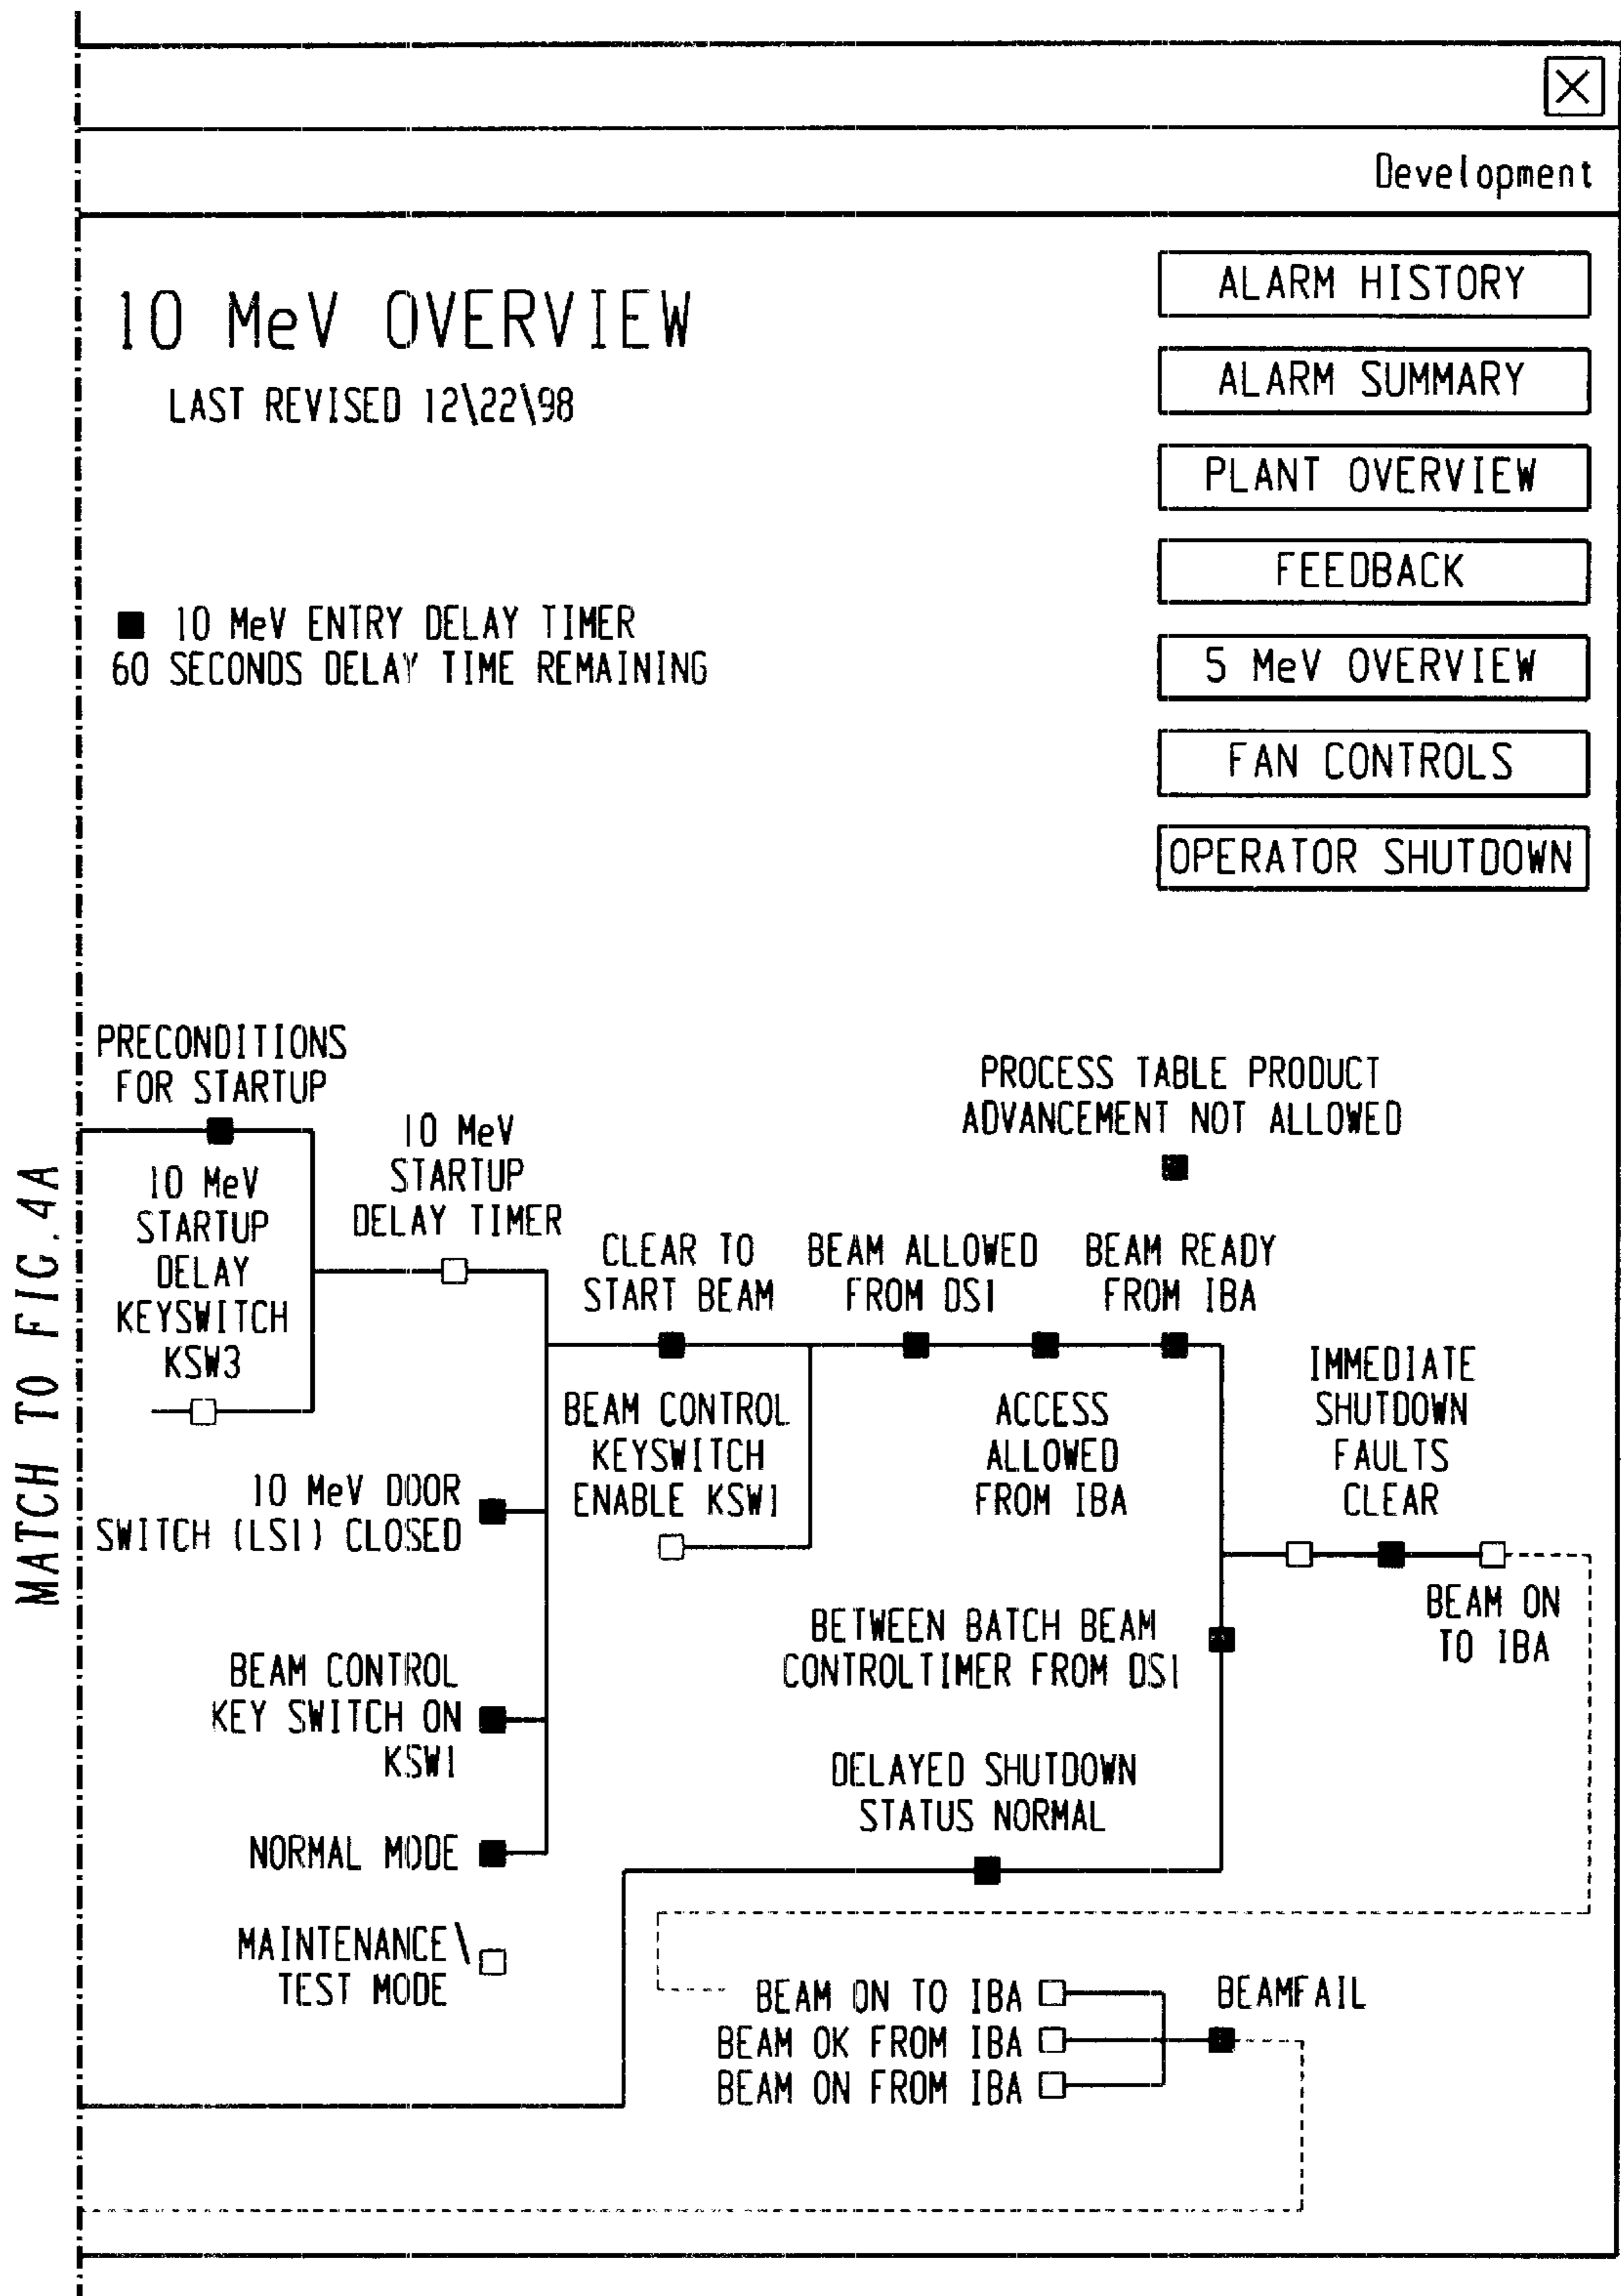 Development
10 MeV OVERVIEW
LAST REVISED 12\22\98
■ 10 MeV ENTRY DELAY TIMER
60 SECONDS DELAY TIME REMAINING
ALARM HISTORY
ALARM SUMMARY
PLANT OVERVIEW
FEEDBACK
5 MeV OVERVIEW
FAN CONTROLS
OPERATOR SHUTDOWN
MATCH TO FIG.4A
PRECONDITIONS
FOR STARTUP
10 MeV
STARTUP
DELAY
KEYSWITCH
KSW3
10 MeV
STARTUP
DELAY TIMER
PROCESS TABLE PRODUCT
ADVANCEMENT NOT ALLOWED
CLEAR TO
START BEAM
BEAM ALLOWED
FROM DS1
BEAM READY
FROM IBA
BEAM CONTROL
KEYSWITCH
ENABLE KSW1
ACCESS
ALLOWED
FROM IBA
IMMEDIATE
SHUTDOWN
FAULTS
CLEAR
10 MeV DOOR
SWITCH (LS1) CLOSED
BEAM ON
TO IBA
BETWEEN BATCH BEAM
CONTROLTIMER FROM DS1
BEAM CONTROL
KEY SWITCH ON
KSW1
DELAYED SHUTDOWN
STATUS NORMAL
NORMAL MODE
MAINTENANCE\
TEST MODE
BEAM ON TO IBA
BEAM OK FROM IBA
BEAM ON FROM IBA
BEAMFAIL